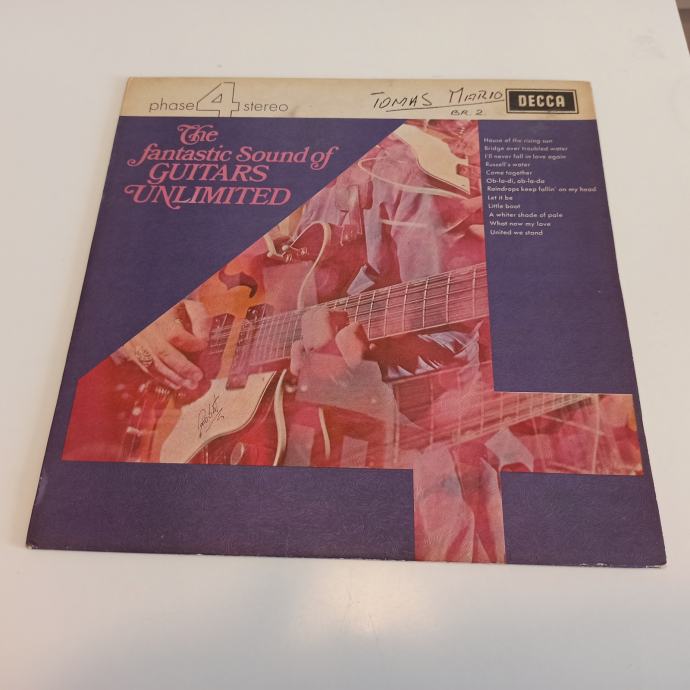 phase 4 stereo
TOMAS MARIO
BR. 2
DECCA
The
fantastic Sound of
GUITARS
UNLIMITED
House of the rising sun
Bridge over troubled water
I'll never fall in love again
Russell's water
Come together
Ob-la-di, ob-la-da
Raindrops keep fallin' on my head
Let it be
Little boat
A whiter shade of pale
What now my love
United we stand